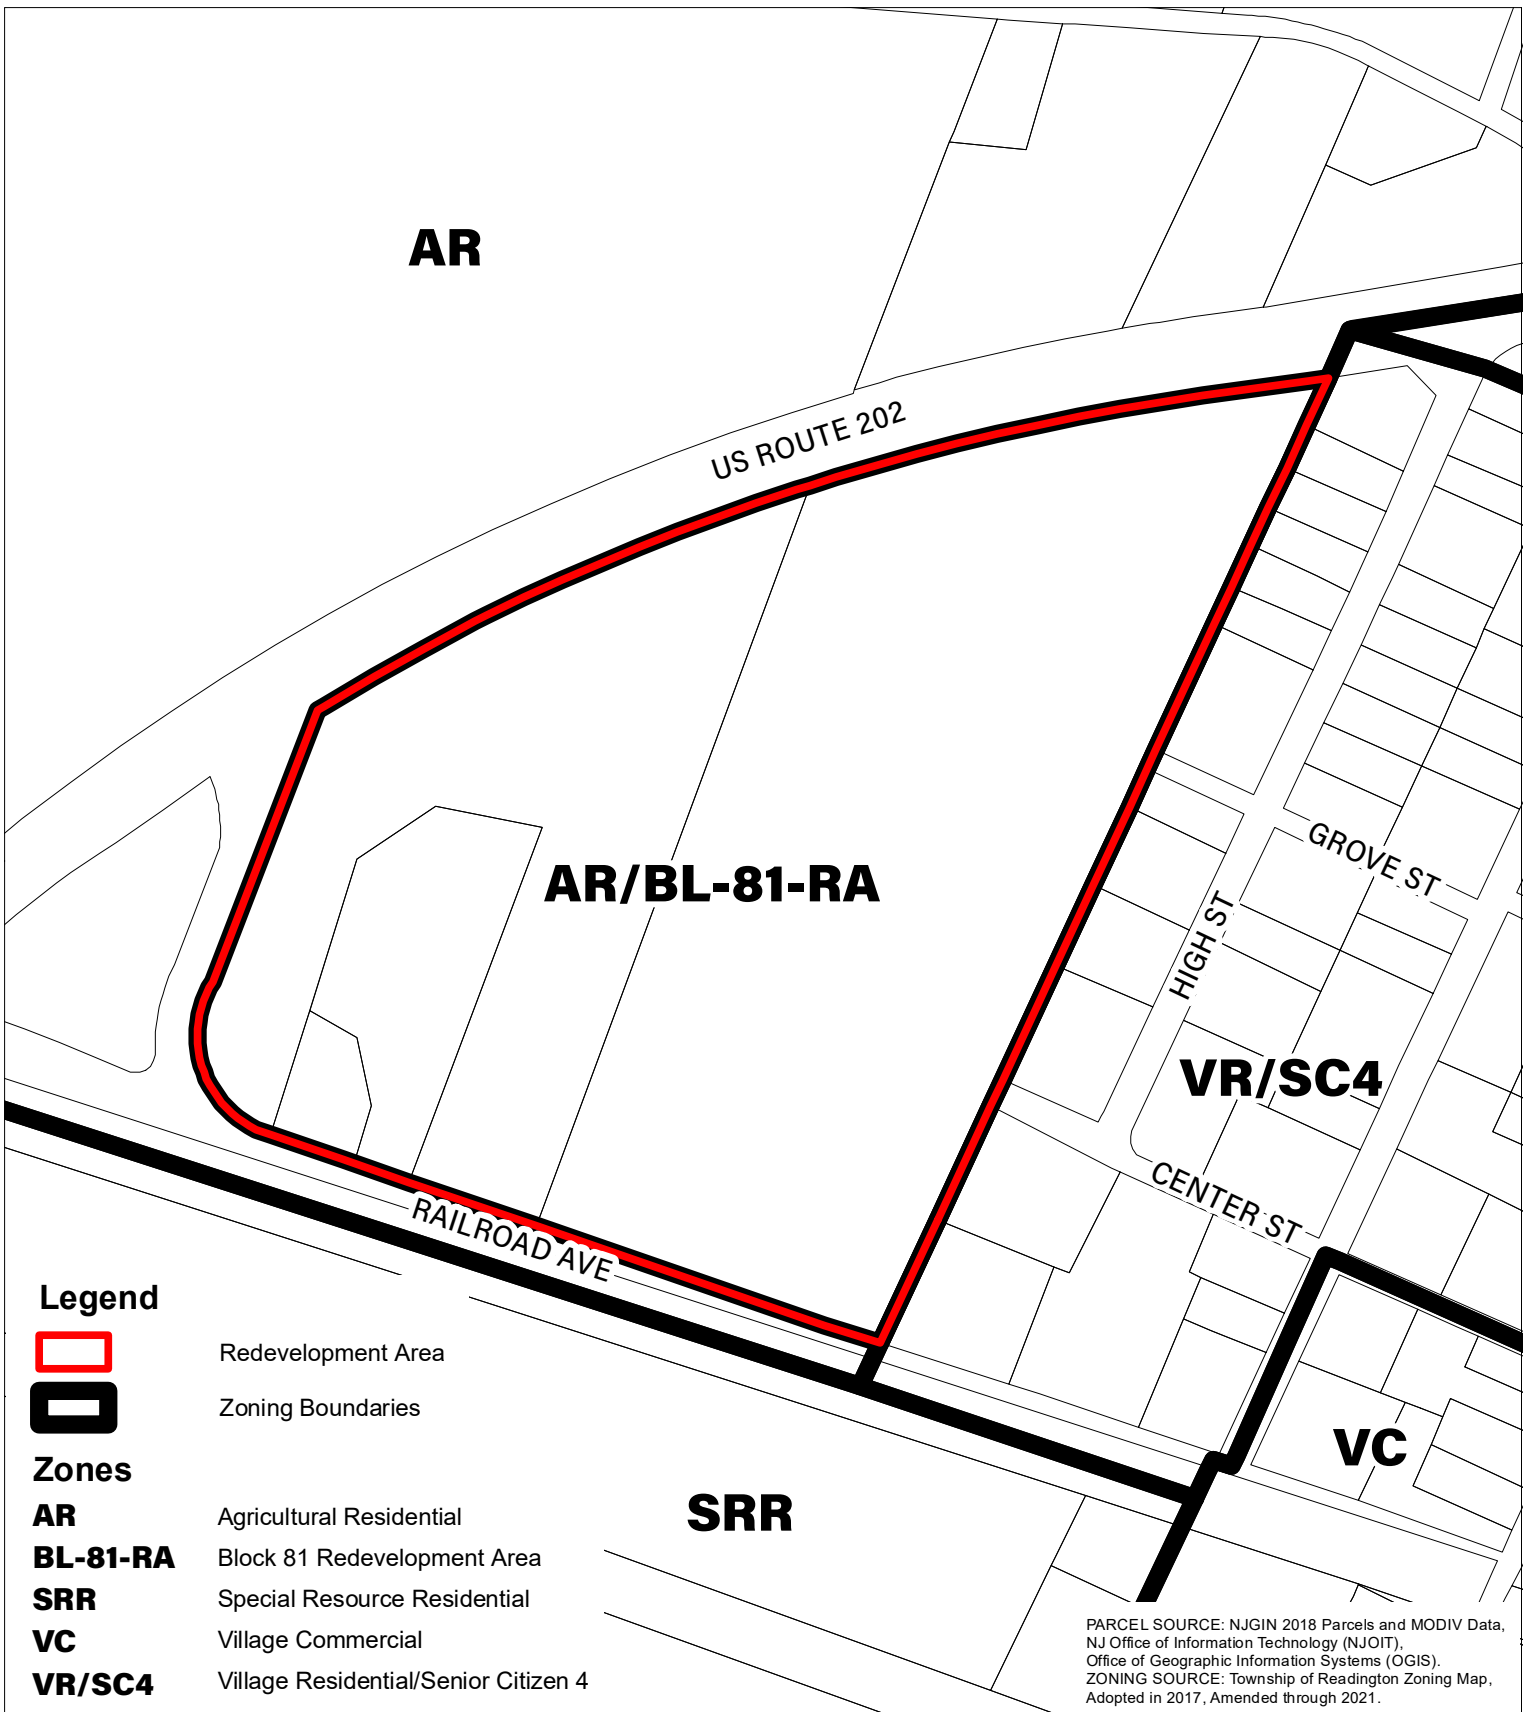 AR
US ROUTE 202
AR/BL-81-RA
GROVE ST
HIGH ST
VR/SC4
CENTER ST
RAILROAD AVE
VC
SRR
Legend
Redevelopment Area
Zoning Boundaries
Zones
AR Agricultural Residential
BL-81-RA Block 81 Redevelopment Area
SRR Special Resource Residential
VC Village Commercial
VR/SC4 Village Residential/Senior Citizen 4
PARCEL SOURCE: NJGIN 2018 Parcels and MODIV Data,
NJ Office of Information Technology (NJOIT),
Office of Geographic Information Systems (OGIS).
ZONING SOURCE: Township of Readington Zoning Map,
Adopted in 2017, Amended through 2021.